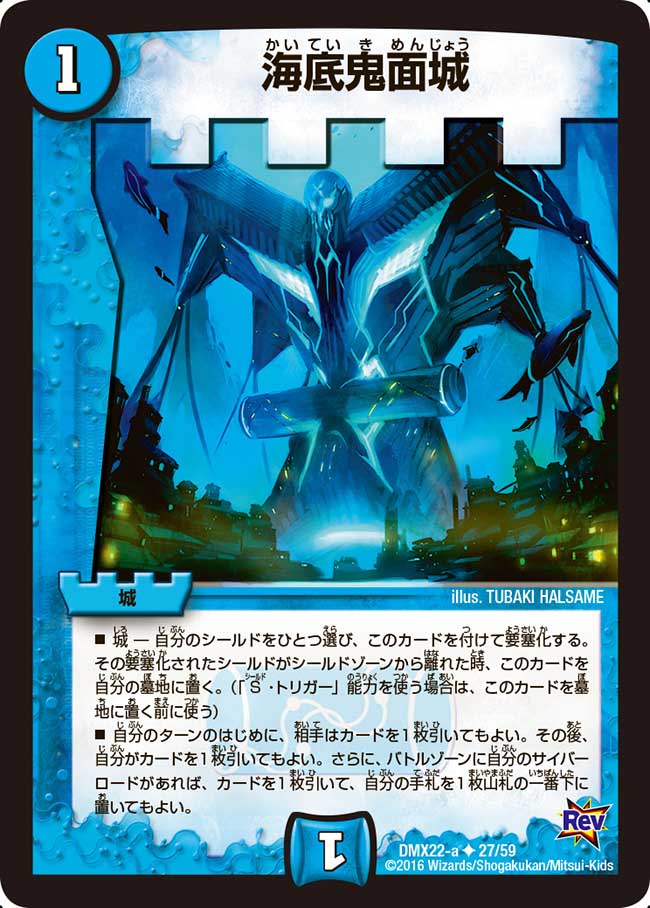 1
かいていきめんじょう
海底鬼面城
城
illus. TUBAKI HALSAME
■ 城 ― 自分のシールドをひとつ選び、このカードを付けて要塞化する。
その要塞化されたシールドがシールドゾーンから離れた時、このカードを
自分の墓地に置く。(「S・トリガー」能力を使う場合は、このカードを墓
地に置く前に使う)
■ 自分のターンのはじめに、相手はカードを1枚引いてもよい。その後、
自分がカードを1枚引いてもよい。さらに、バトルゾーンに自分のサイバー
ロードがあれば、カードを1枚引いて、自分の手札を1枚山札の一番下に
置いてもよい。
1
Rev
DMX22-a ◆ 27/59
©2016 Wizards/Shogakukan/Mitsui-Kids